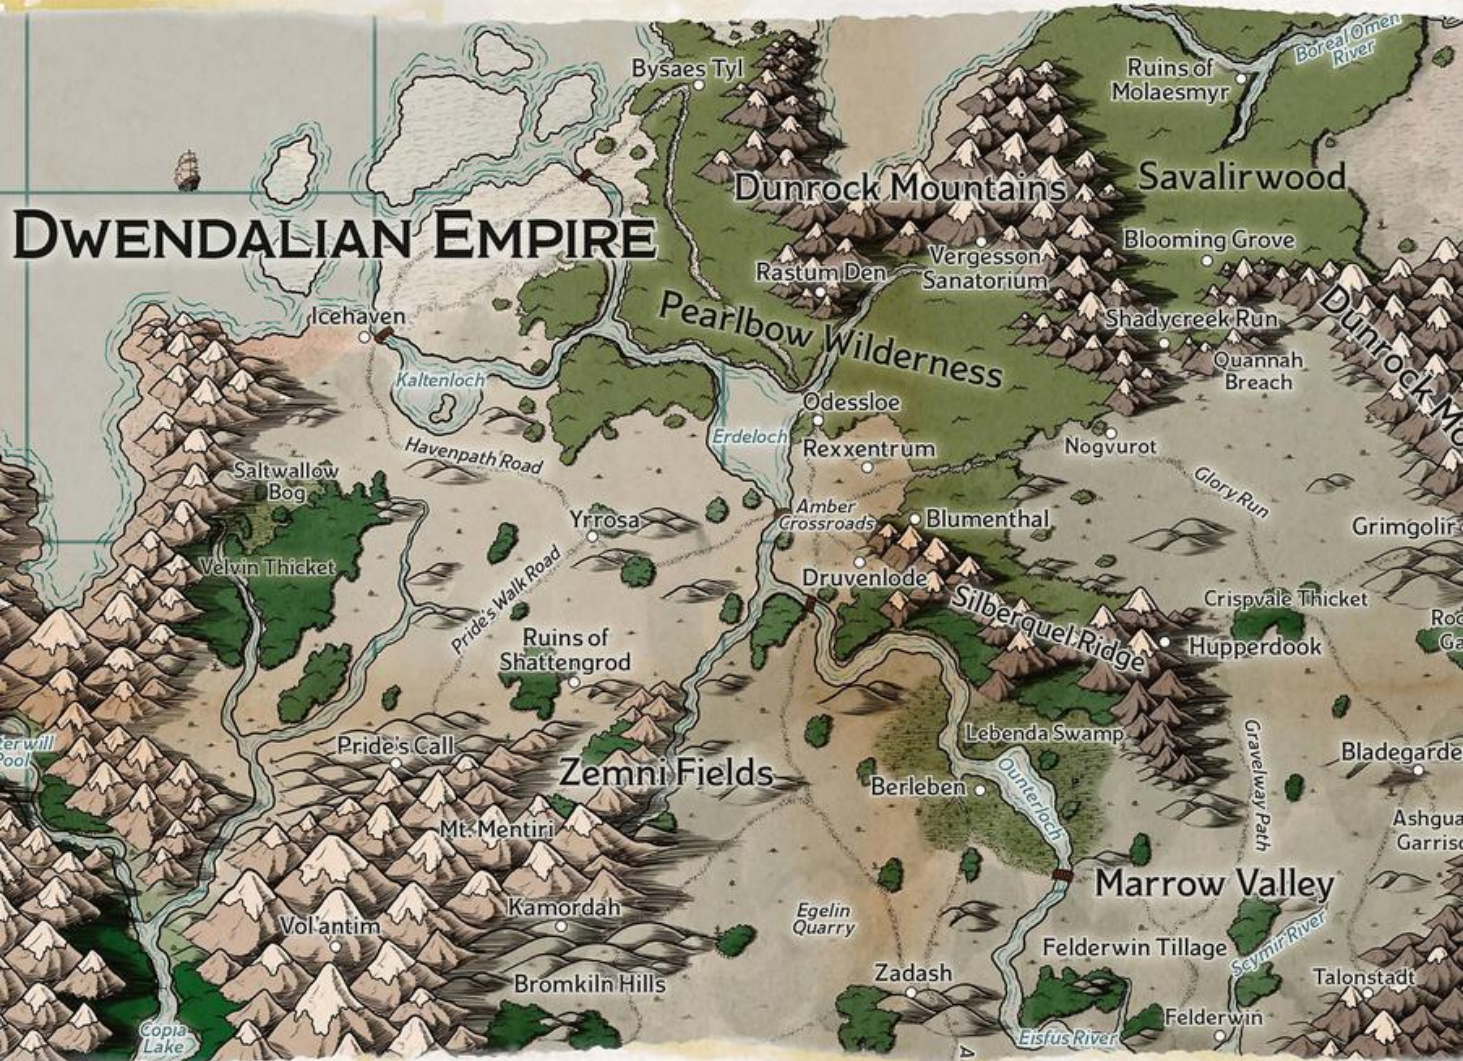 Boreal Omen
River
Bysaes Tyl
Ruins of
Molaesmyr
Savalirwood
Dunrock Mountains
DWENDALIAN EMPIRE
Blooming Grove
Vergesson
Sanatorium
Rastum Den
Icehaven
Pearlbow Wilderness
Shadycreek Run
Dunrock
Quannah
Breach
Kaltenloch
Odessloe
Erdeloch
Rexxentrum
Nogvurot
Havenpath Road
Saltwallow
Bog
Glory Run
Amber
Crossroads
Yrrosa
Blumenthal
Grimgolir
Velvin Thicket
Druvenlode
Pride's Walk Road
Silberquel Ridge
Crispvale Thicket
Ruins of
Shattengrod
Hupperdook
Lebenda Swamp
Pride's Call
Pool
Zemni Fields
Gravelway Path
Bladegarde
Berleben
Ounterloch
Mt. Mentiri
Marrow Valley
Kamordah
Vol'antim
Egelin
Quarry
Felderwin Tillage
Scymir River
Zadash
Bromkiln Hills
Talonstadt
Felderwin
Copia
Lake
Eisfus River
A